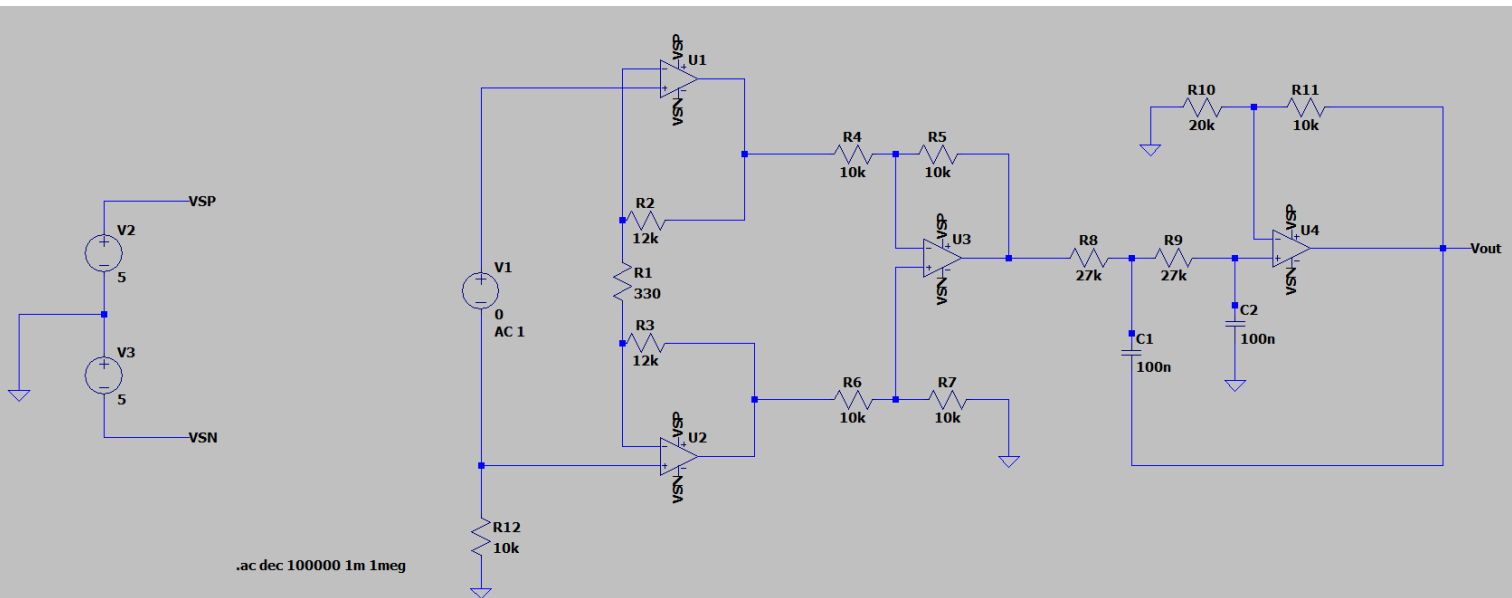 VSP
V2
5
V3
5
VSN
V1
0
AC 1
R12
10k
.ac dec 100000 1m 1meg
VSP
U1
VSN
R2
12k
R1
330
R3
12k
VSP
U2
VSN
R4
10k
R5
10k
VSP
U3
VSN
R6
10k
R7
10k
R8
27k
R9
27k
C1
100n
C2
100n
R10
20k
R11
10k
VSP
U4
VSN
Vout